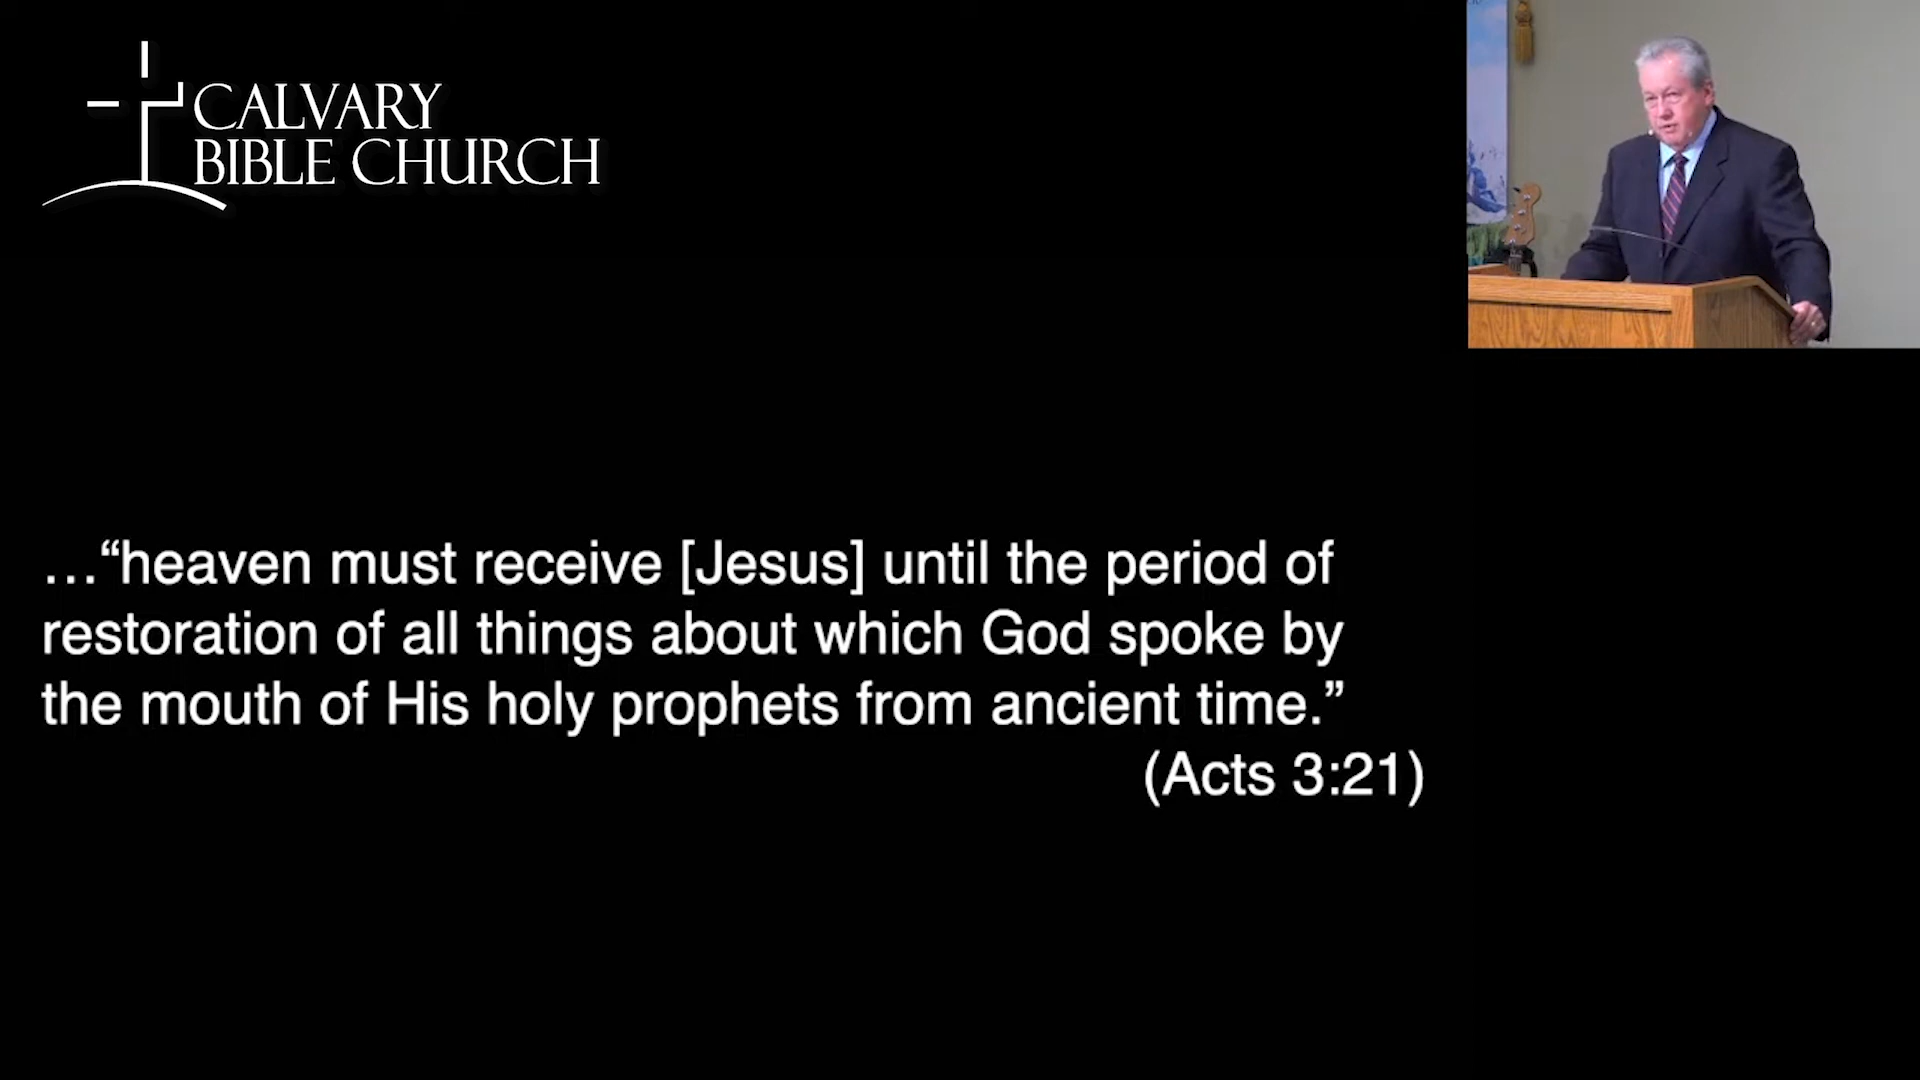 CALVARY
BIBLE CHURCH
…“heaven must receive [Jesus] until the period of
restoration of all things about which God spoke by
the mouth of His holy prophets from ancient time.”
(Acts 3:21)